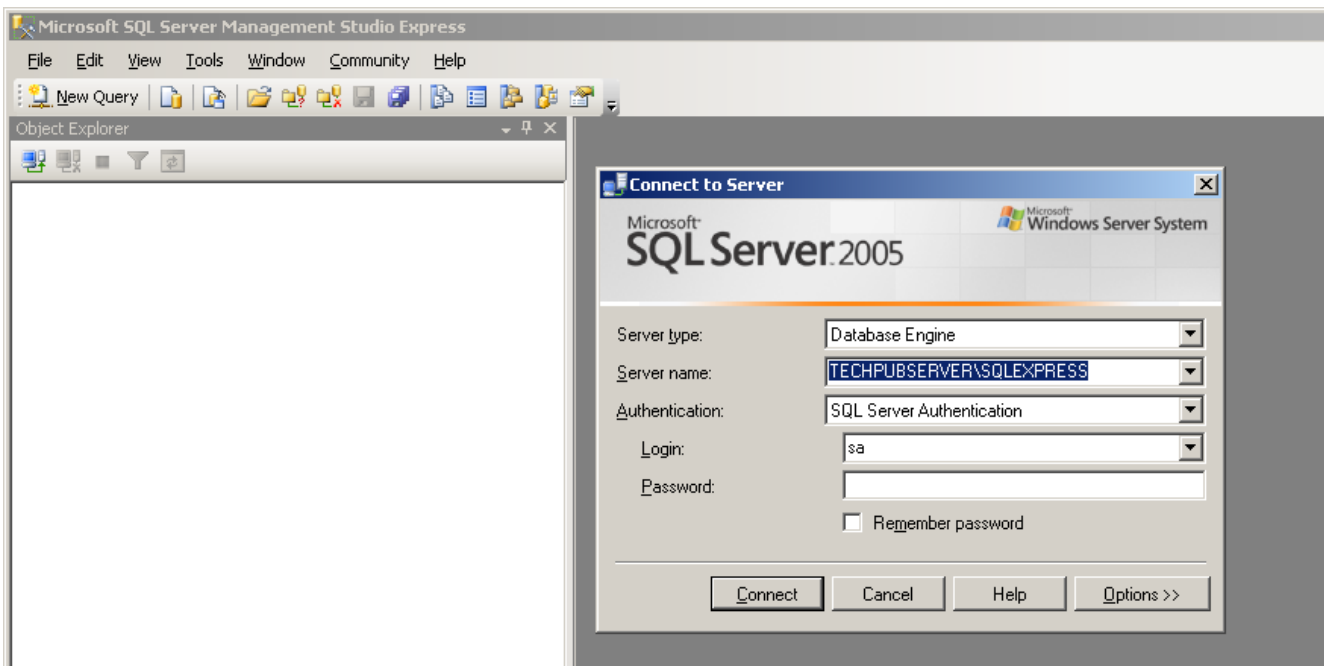 Microsoft SQL Server Management Studio Express
File Edit View Tools Window Community Help
New Query
Object Explorer
Connect to Server
Microsoft
SQL Server 2005
Microsoft
Windows Server System
Server type: Database Engine
Server name: TECHPUBSERVER\SQLEXPRESS
Authentication: SQL Server Authentication
Login: sa
Password:
Remember password
Connect Cancel Help Options >>